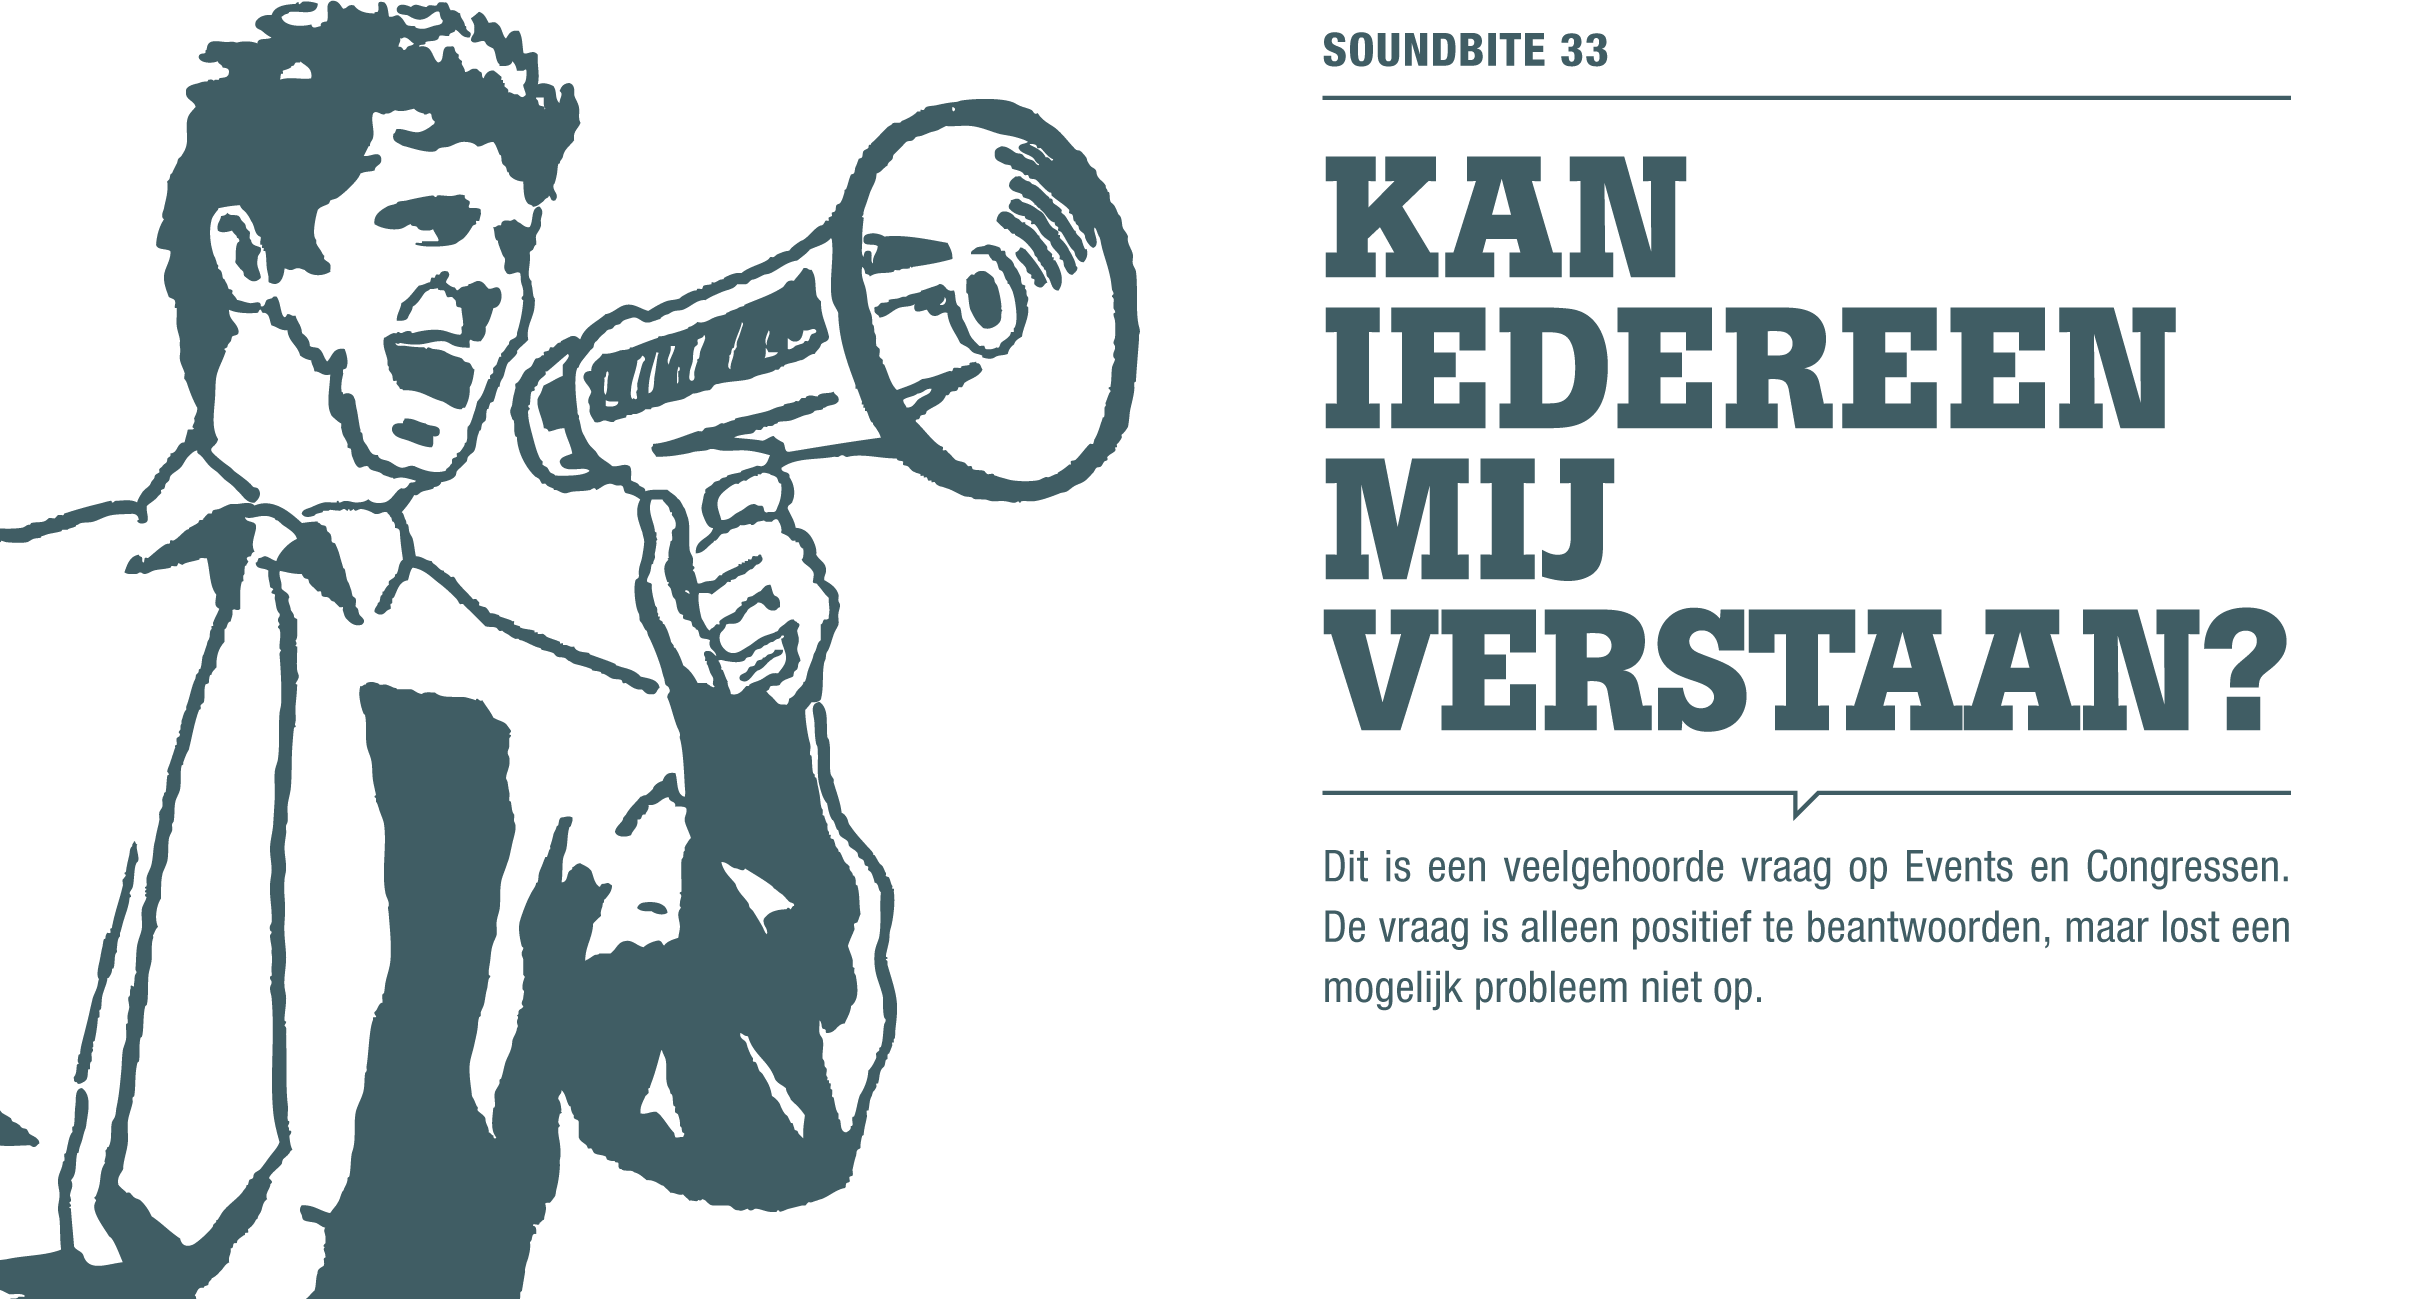 SOUNDBITE 33
KAN
IEDEREEN
MIJ
VERSTAAN?
Dit is een veelgehoorde vraag op Events en Congressen.
De vraag is alleen positief te beantwoorden, maar lost een
mogelijk probleem niet op.